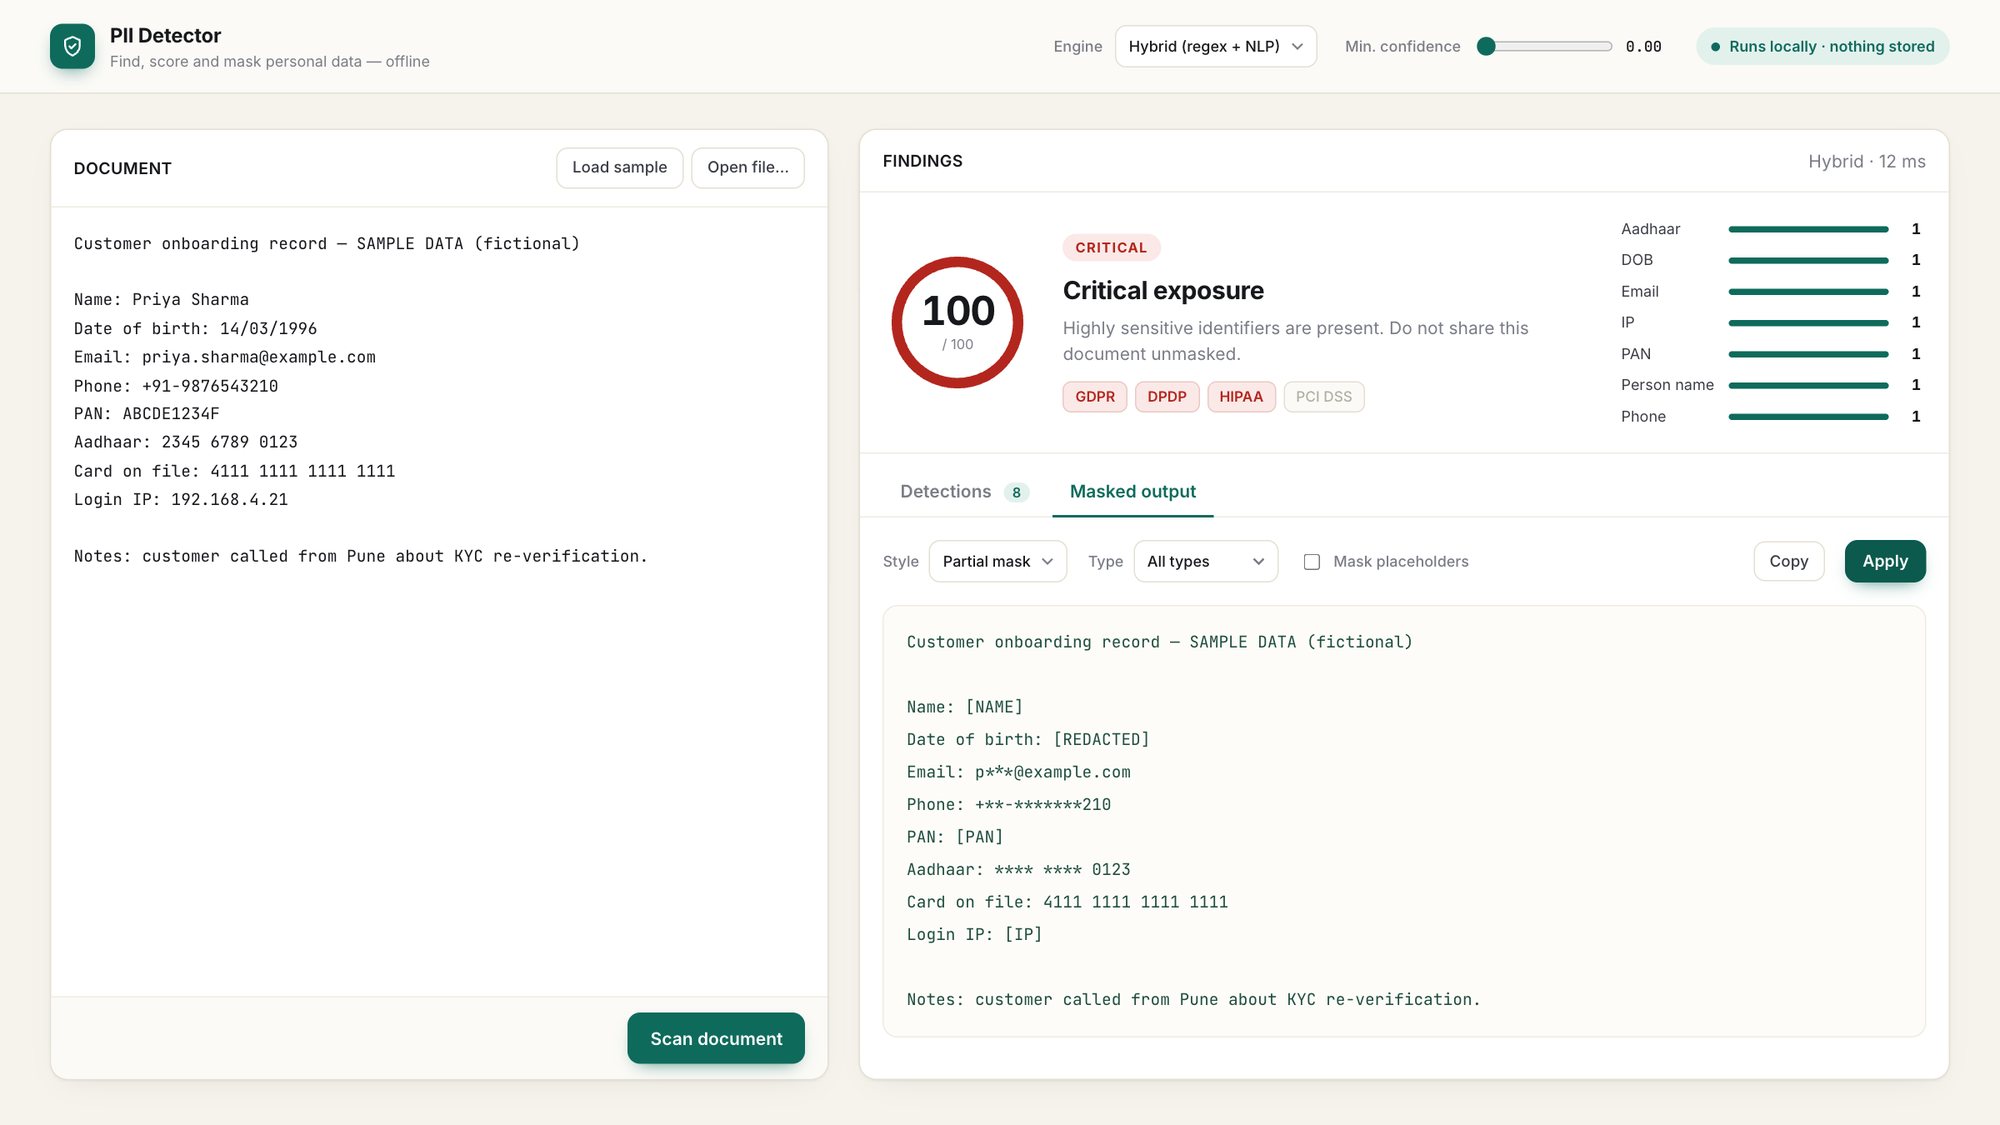 PII Detector
Find, score and mask personal data — offline
Engine
Hybrid (regex + NLP)
Min. confidence
0.00
Runs locally · nothing stored
DOCUMENT
Load sample
Open file...
Customer onboarding record — SAMPLE DATA (fictional)
Name: Priya Sharma
Date of birth: 14/03/1996
Email: priya.sharma@example.com
Phone: +91-9876543210
PAN: ABCDE1234F
Aadhaar: 2345 6789 0123
Card on file: 4111 1111 1111 1111
Login IP: 192.168.4.21
Notes: customer called from Pune about KYC re-verification.
Scan document
FINDINGS
Hybrid · 12 ms
100
/ 100
CRITICAL
Critical exposure
Highly sensitive identifiers are present. Do not share this
document unmasked.
GDPR
DPDP
HIPAA
PCI DSS
Aadhaar 1
DOB 1
Email 1
IP 1
PAN 1
Person name 1
Phone 1
Detections 8
Masked output
Style
Partial mask
Type
All types
Mask placeholders
Copy
Apply
Customer onboarding record — SAMPLE DATA (fictional)
Name: [NAME]
Date of birth: [REDACTED]
Email: p***@example.com
Phone: +**-*******210
PAN: [PAN]
Aadhaar: **** **** 0123
Card on file: 4111 1111 1111 1111
Login IP: [IP]
Notes: customer called from Pune about KYC re-verification.